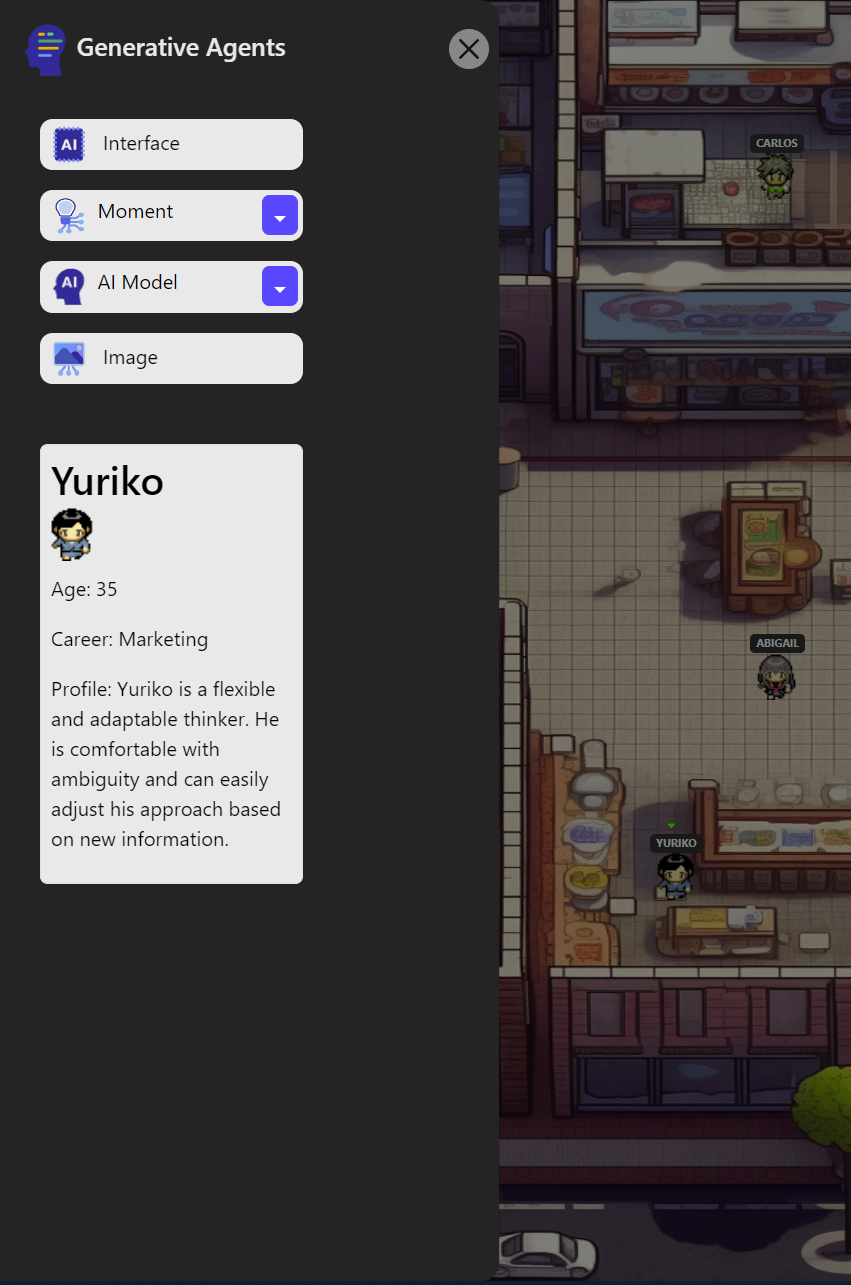 Generative Agents
AI Interface
Moment
AI AI Model
Image
Yuriko
Age: 35
Career: Marketing
Profile: Yuriko is a flexible
and adaptable thinker. He
is comfortable with
ambiguity and can easily
adjust his approach based
on new information.
CARLOS
ABIGAIL
YURIKO